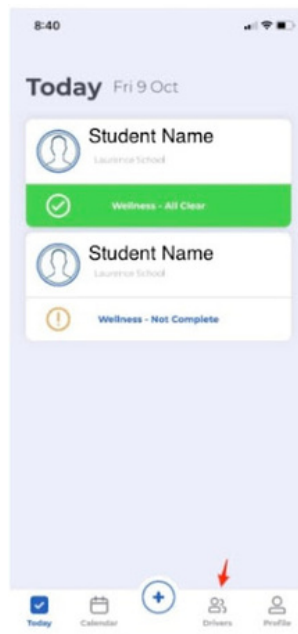 8:40
Today Fri 9 Oct
Student Name
Laurence School
Wellness - All Clear
Student Name
Laurence School
Wellness - Not Complete
Today Calendar Drivers Profile